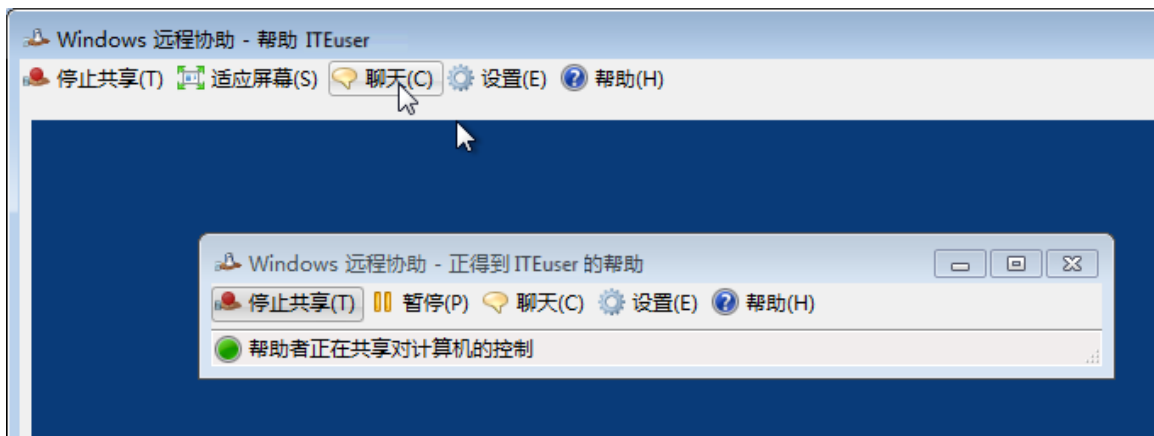 Windows 远程协助 - 帮助 ITEuser
停止共享(T) 适应屏幕(S) 聊天(C) 设置(E) 帮助(H)
Windows 远程协助 - 正得到 ITEuser 的帮助
停止共享(T) 暂停(P) 聊天(C) 设置(E) 帮助(H)
帮助者正在共享对计算机的控制